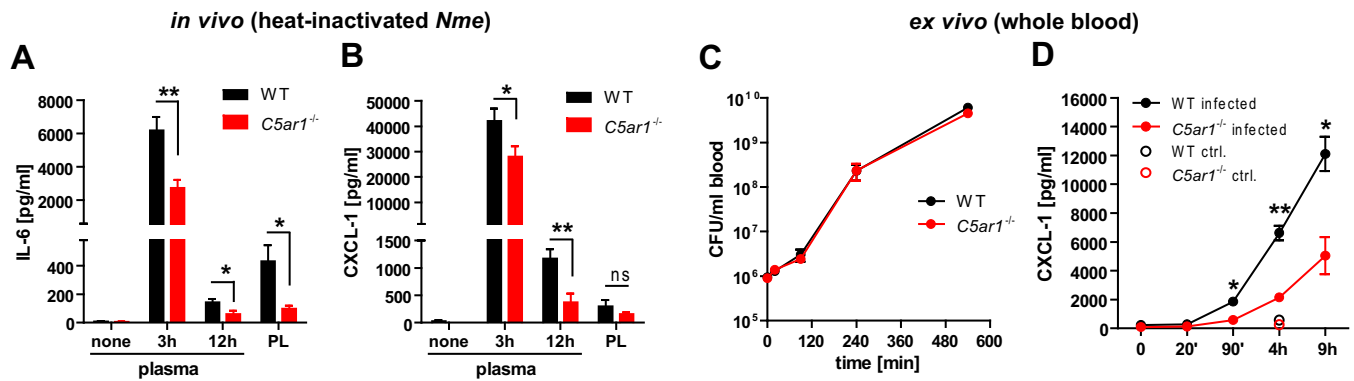 in vivo (heat-inactivated Nme)
ex vivo (whole blood)
A
IL-6 [pg/ml]
8000
6000
4000
2000
400
200
0
WT
C5ar1-/-
**
*
*
none
3h
12h
PL
plasma
B
CXCL-1 [pg/ml]
50000
40000
30000
20000
1500
1000
500
0
WT
C5ar1-/-
*
**
ns
none
3h
12h
PL
plasma
C
CFU/ml blood
10^10
10^9
10^8
10^7
10^6
10^5
WT
C5ar1-/-
0 120 240 360 480 600
time [min]
D
CXCL-1 [pg/ml]
16000
14000
12000
10000
8000
6000
4000
2000
0
WT infected
C5ar1-/- infected
WT ctrl.
C5ar1-/- ctrl.
*
**
*
0 20' 90' 4h 9h